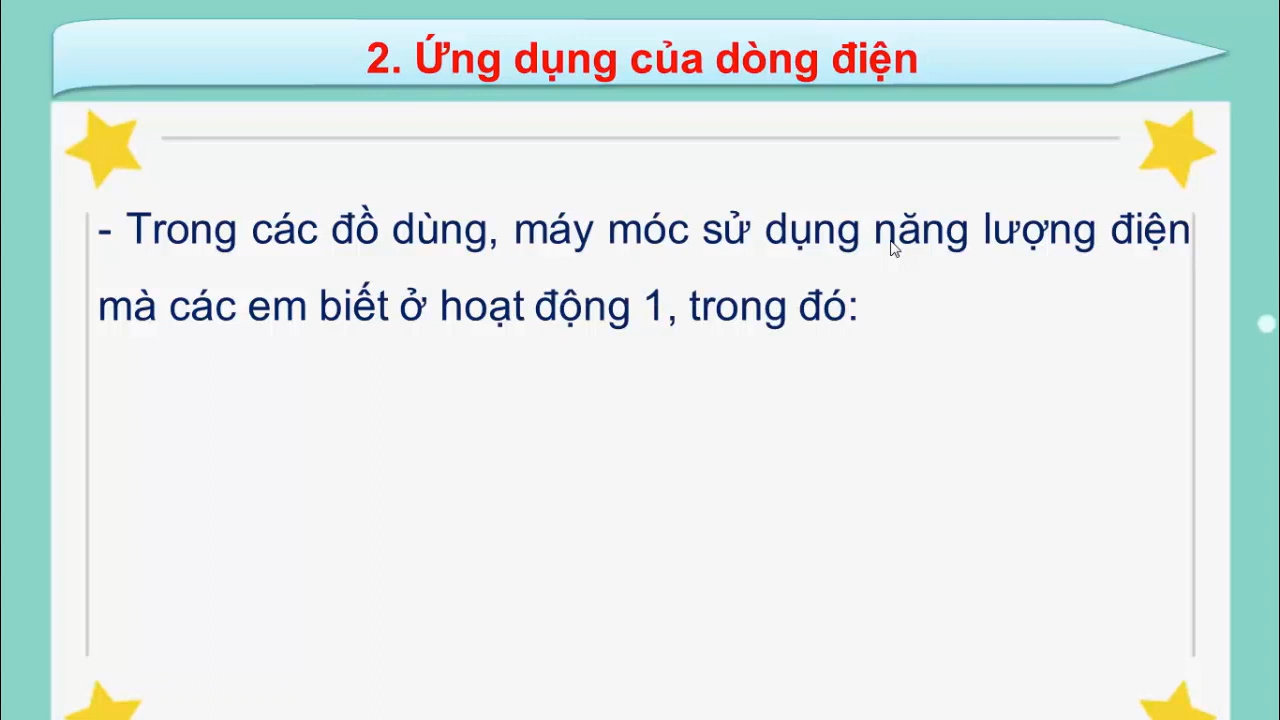 2. Ứng dụng của dòng điện
- Trong các đồ dùng, máy móc sử dụng năng lượng điện
mà các em biết ở hoạt động 1, trong đó: